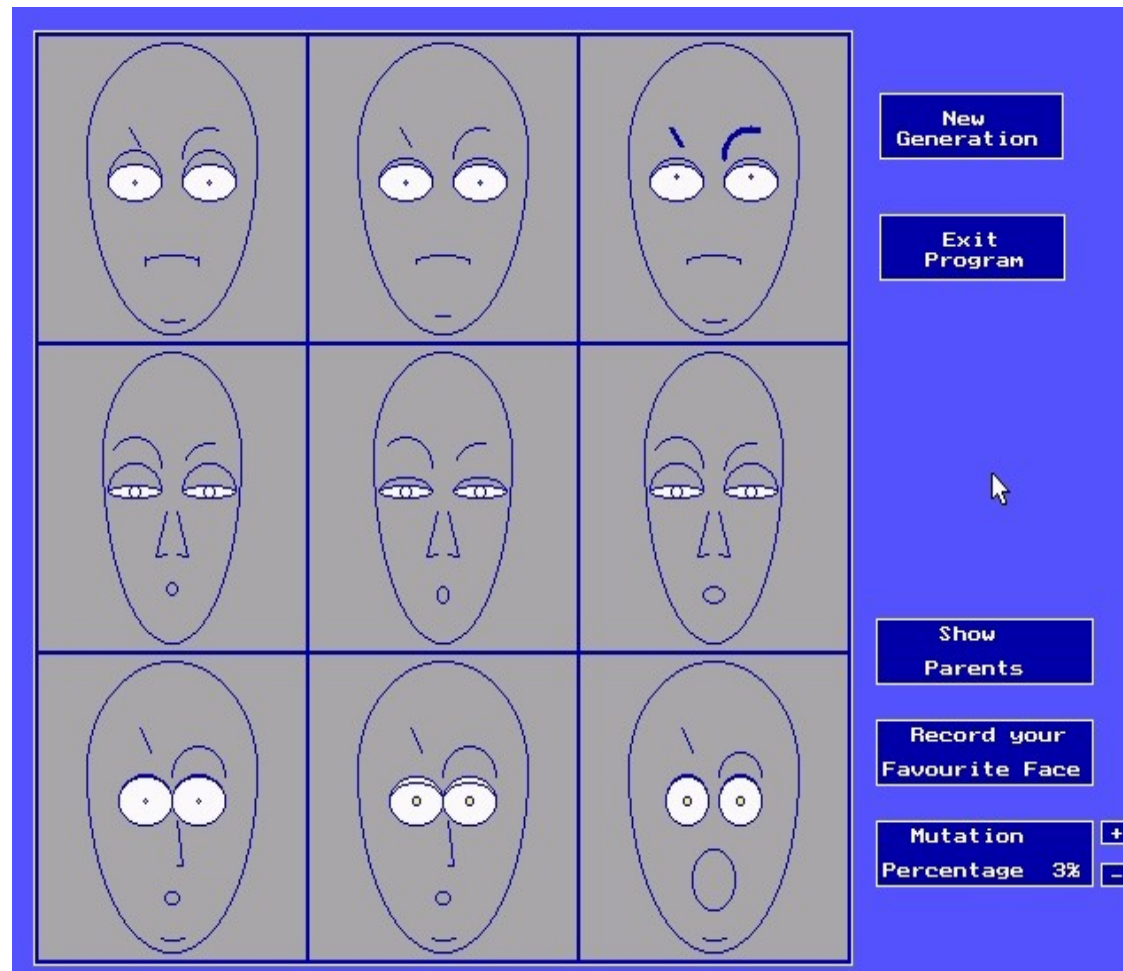 New
Generation
Exit
Program
Show
Parents
Record your
Favourite Face
Mutation
+
Percentage 3%
-